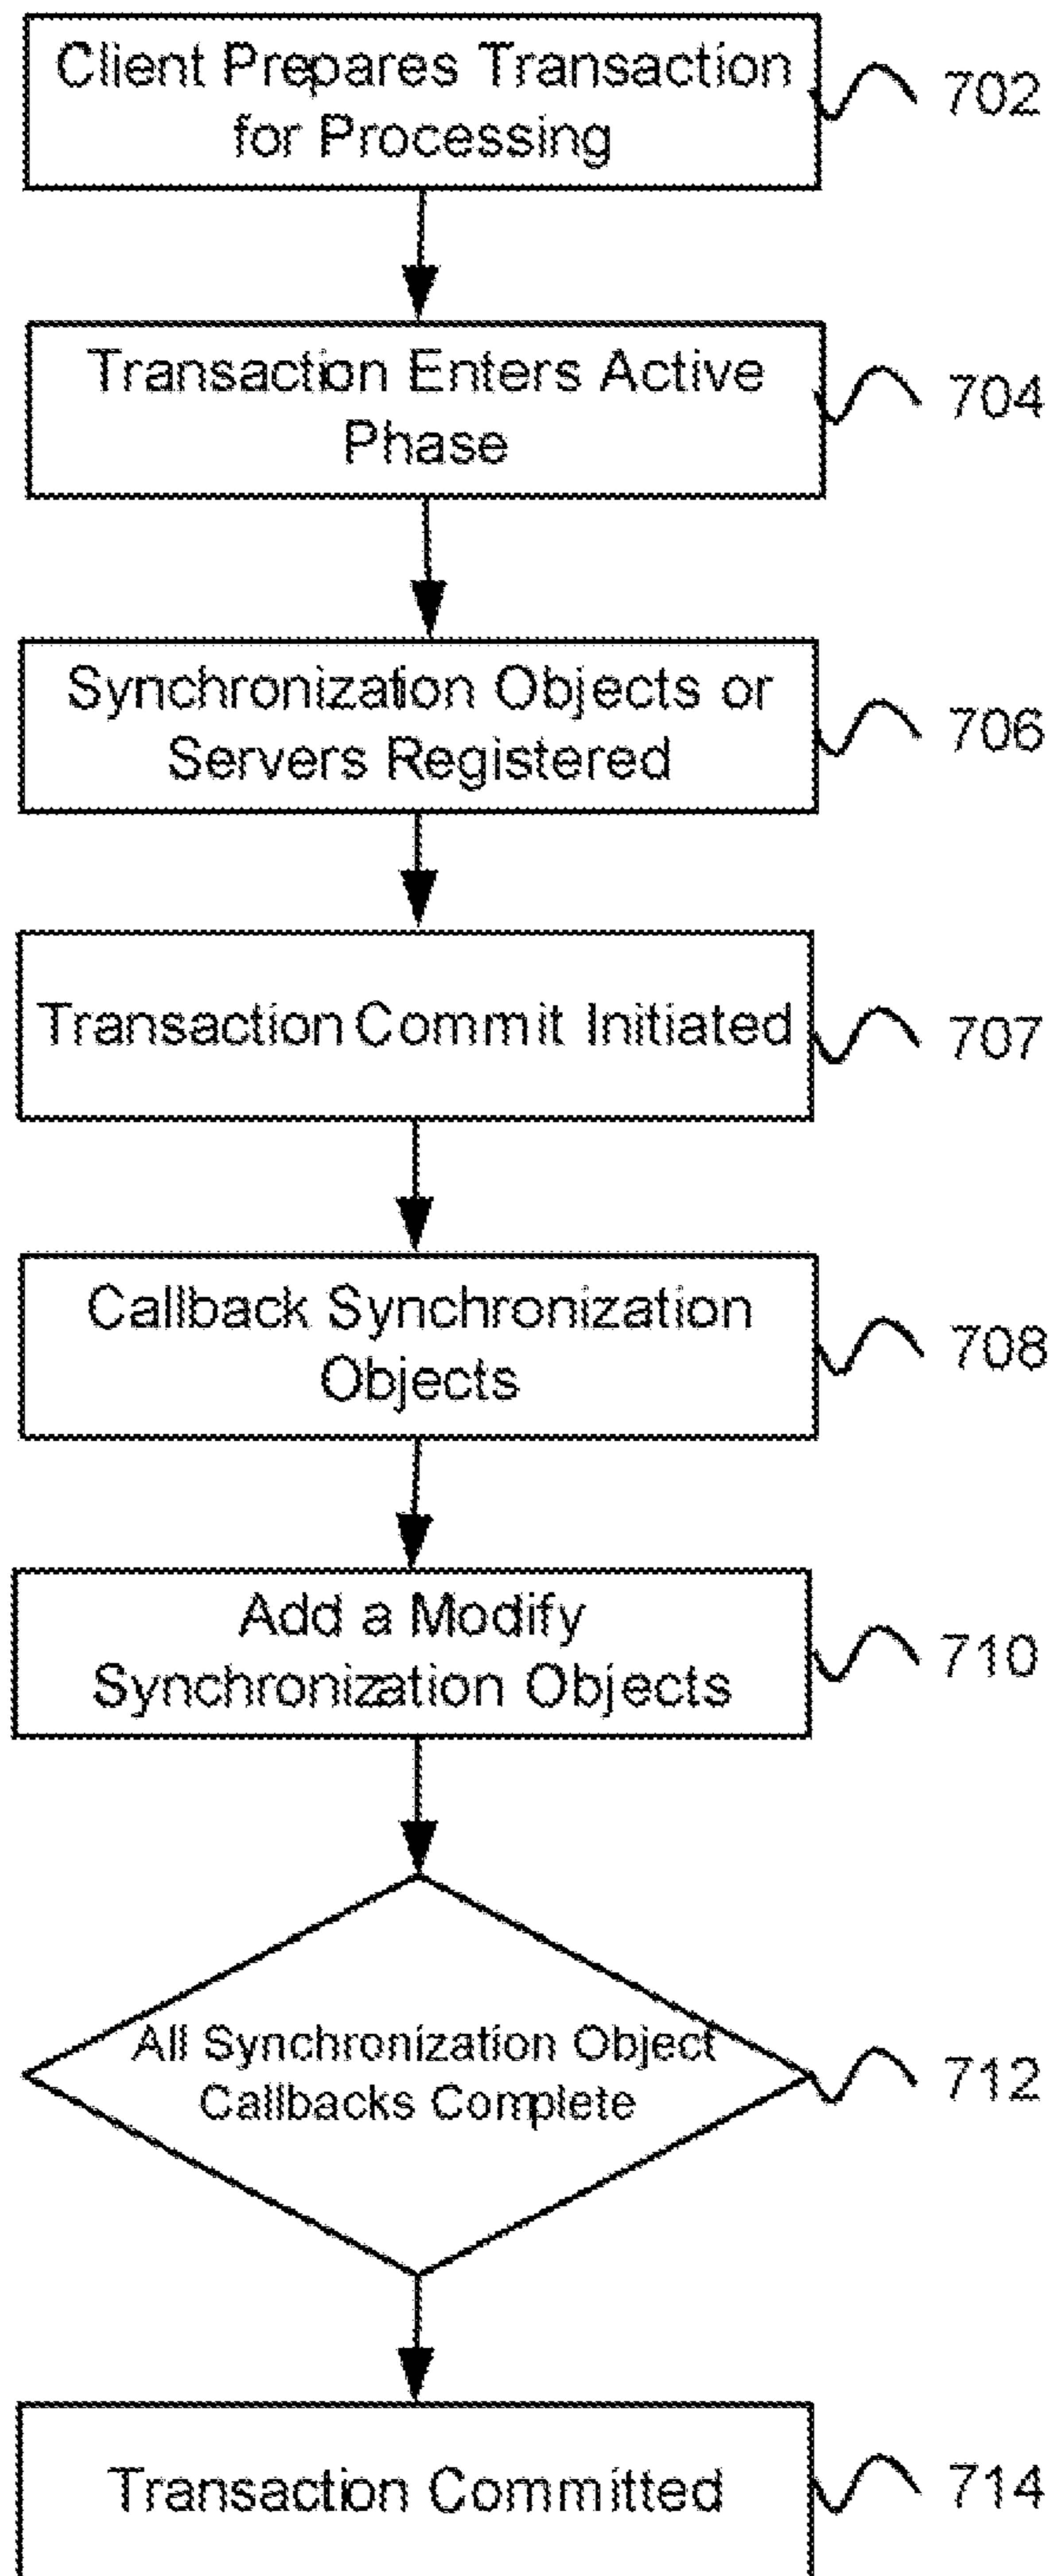 Client Prepares Transaction
for Processing
702
Transaction Enters Active
Phase
704
Synchronization Objects or
Servers Registered
706
Transaction Commit Initiated
707
Callback Synchronization
Objects
708
Add a Modify
Synchronization Objects
710
All Synchronization Object
Callbacks Complete
712
Transaction Committed
714